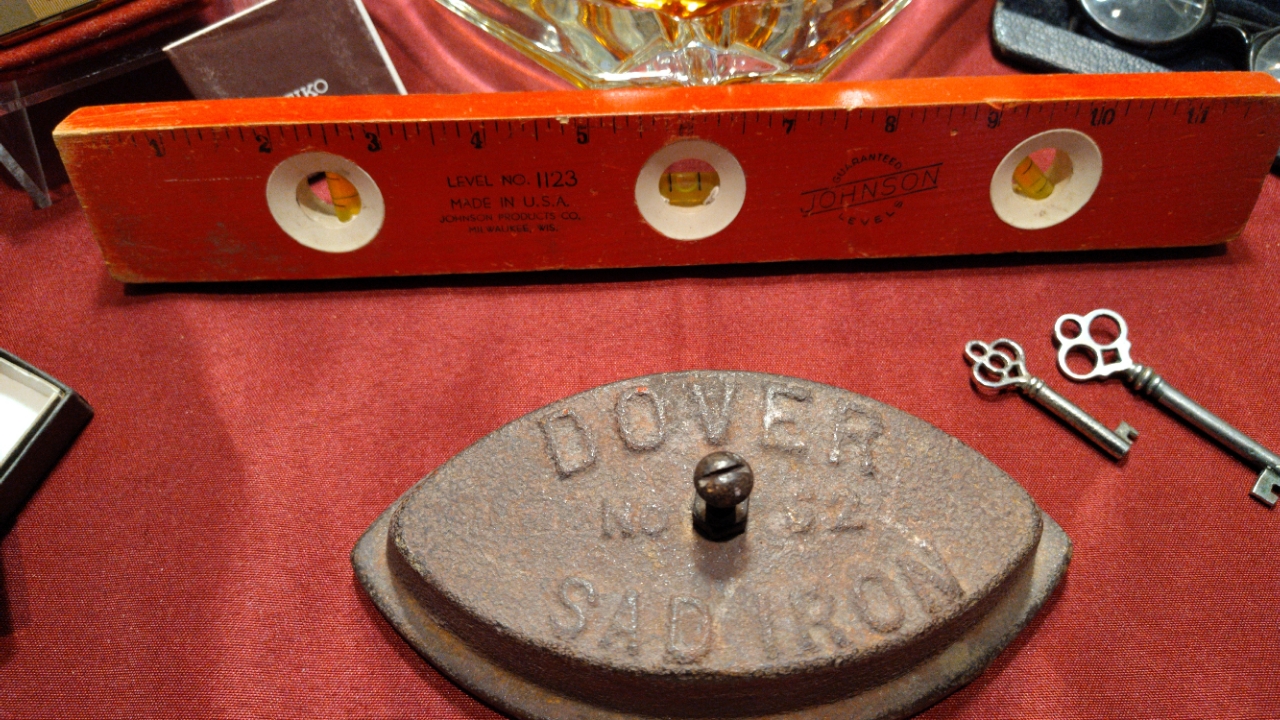 1 2 3 4 5 7 8 9 10 11
LEVEL NO. 1123
MADE IN U.S.A.
JOHNSON PRODUCTS CO.
MILWAUKEE, WIS.
GUARANTEED
JOHNSON
LEVELS
DOVER
NO 52
SAD IRON